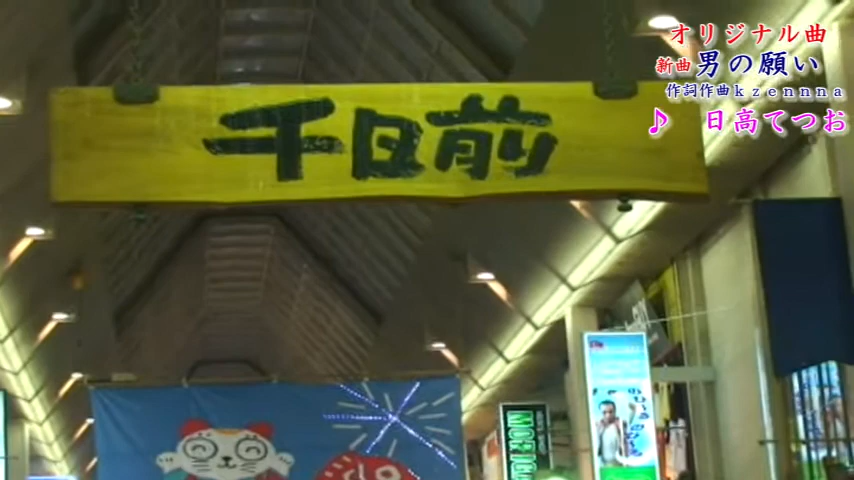 オリジナル曲
新曲男の願い
作詞作曲kzennna
♪ 日高てつお
千日前